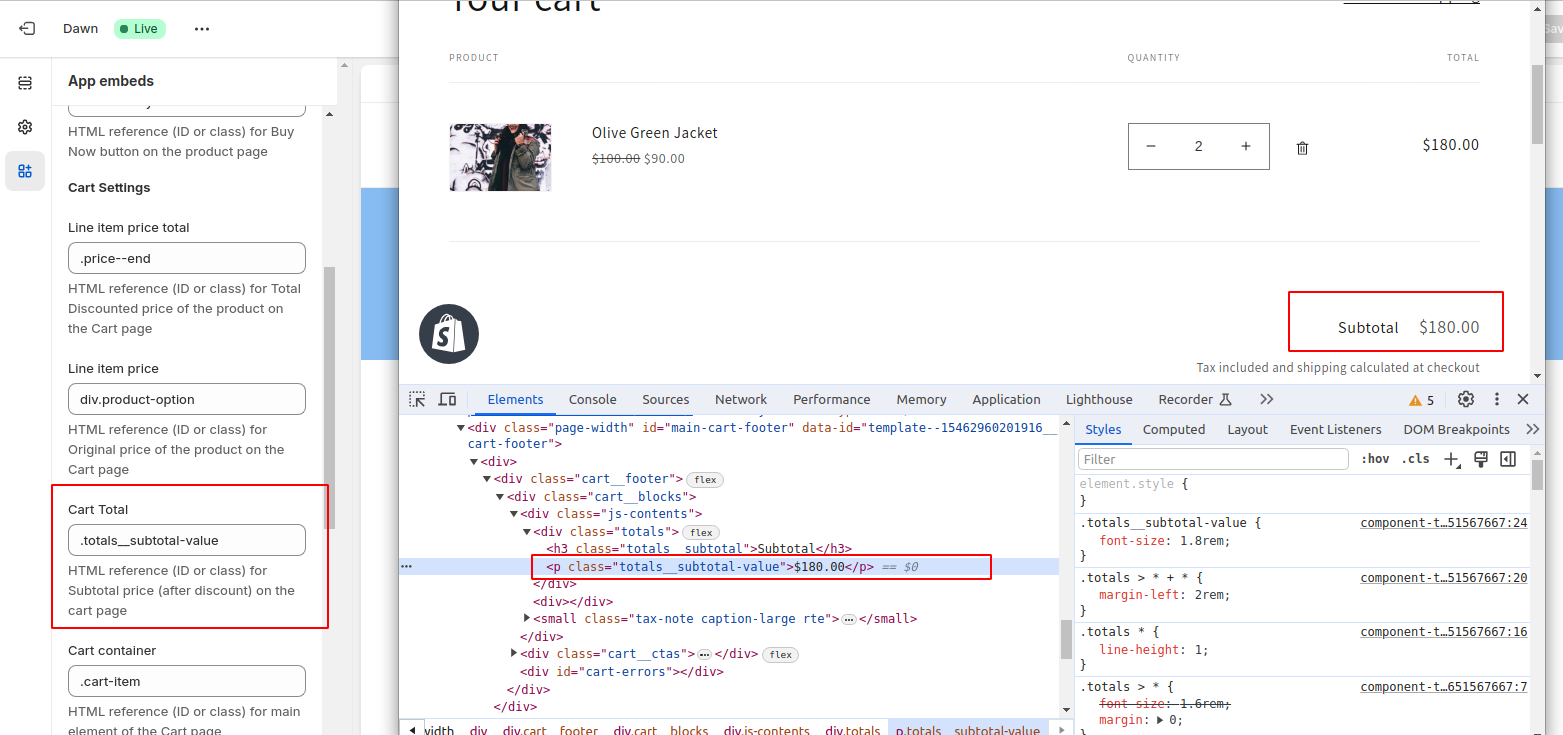 Dawn
Live
App embeds
HTML reference (ID or class) for Buy
Now button on the product page
Cart Settings
Line item price total
.price--end
HTML reference (ID or class) for Total
Discounted price of the product on
the Cart page
Line item price
div.product-option
HTML reference (ID or class) for
Original price of the product on the
Cart page
Cart Total
.totals__subtotal-value
HTML reference (ID or class) for
Subtotal price (after discount) on the
cart page
Cart container
.cart-item
HTML reference (ID or class) for main
element of the Cart page
Your cart
PRODUCT
QUANTITY
TOTAL
Olive Green Jacket
$100.00 $90.00
− 2 +
$180.00
Subtotal $180.00
Tax included and shipping calculated at checkout
Elements Console Sources Network Performance Memory Application Lighthouse Recorder
5
<div class="page-width" id="main-cart-footer" data-id="template--15462960201916__
cart-footer">
<div>
<div class="cart__footer"> flex
<div class="cart__blocks">
<div class="js-contents">
<div class="totals"> flex
<h3 class="totals__subtotal">Subtotal</h3>
<p class="totals__subtotal-value">$180.00</p> == $0
</div>
<div></div>
<small class="tax-note caption-large rte">…</small>
</div>
<div class="cart__ctas">…</div> flex
<div id="cart-errors"></div>
</div>
</div>
width div div.cart__footer div.cart__blocks div.js-contents div.totals p.totals__subtotal-value
Styles Computed Layout Event Listeners DOM Breakpoints
Filter
:hov .cls
element.style {
}
.totals__subtotal-value { component-t…51567667:24
font-size: 1.8rem;
}
.totals > * + * { component-t…51567667:20
margin-left: 2rem;
}
.totals * { component-t…51567667:16
line-height: 1;
}
.totals > * { component-t…651567667:7
font-size: 1.6rem;
margin: 0;